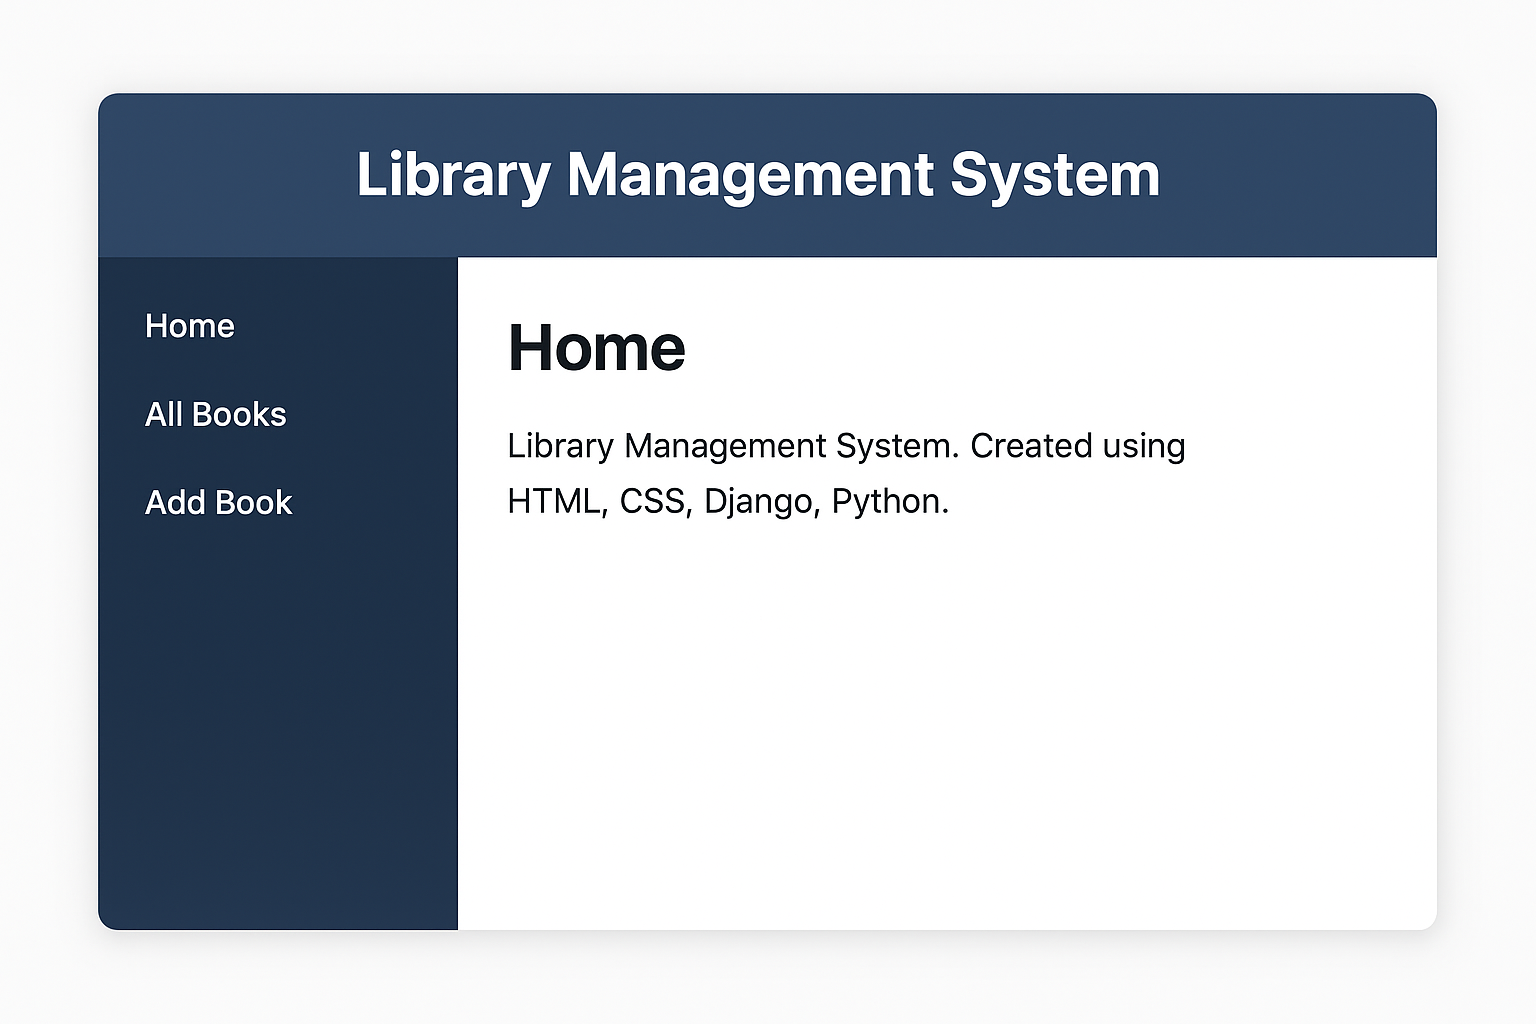 Library Management System
Home
All Books
Add Book
Home
Library Management System. Created using
HTML, CSS, Django, Python.